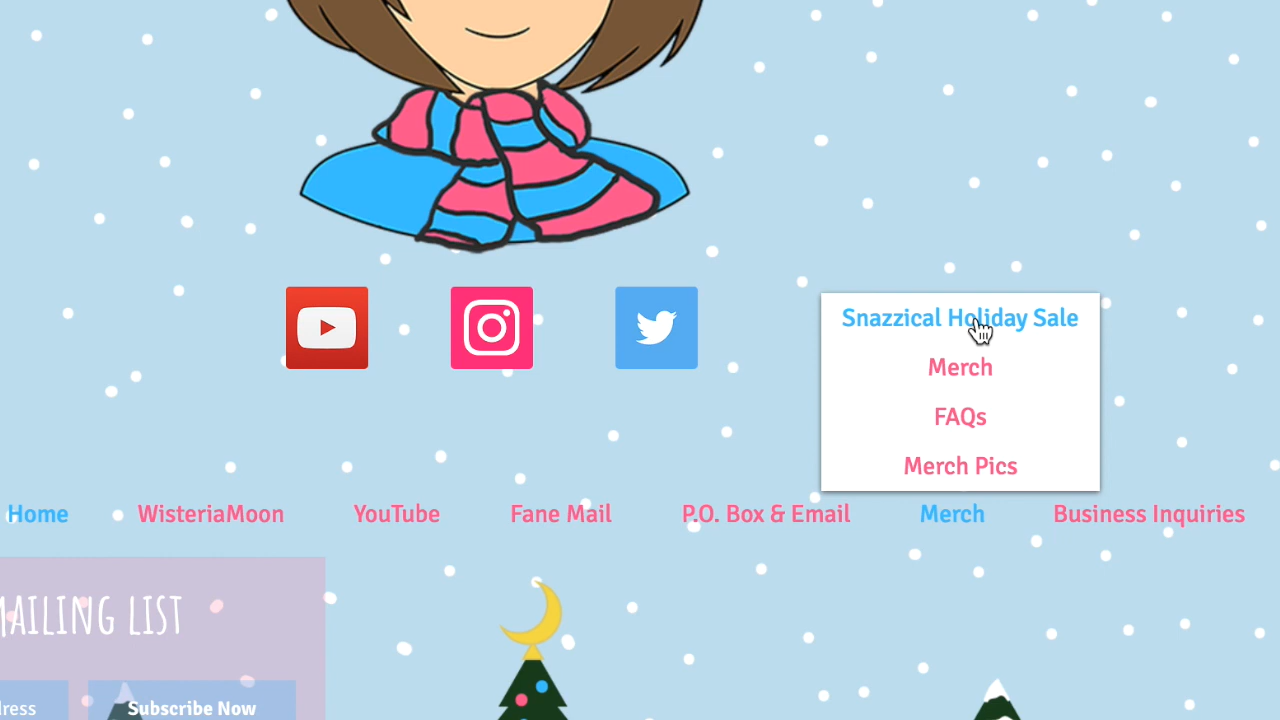 Snazzical Holiday Sale
Merch
FAQs
Merch Pics
Home WisteriaMoon YouTube Fane Mail P.O. Box & Email Merch Business Inquiries
MAILING LIST
Subscribe Now